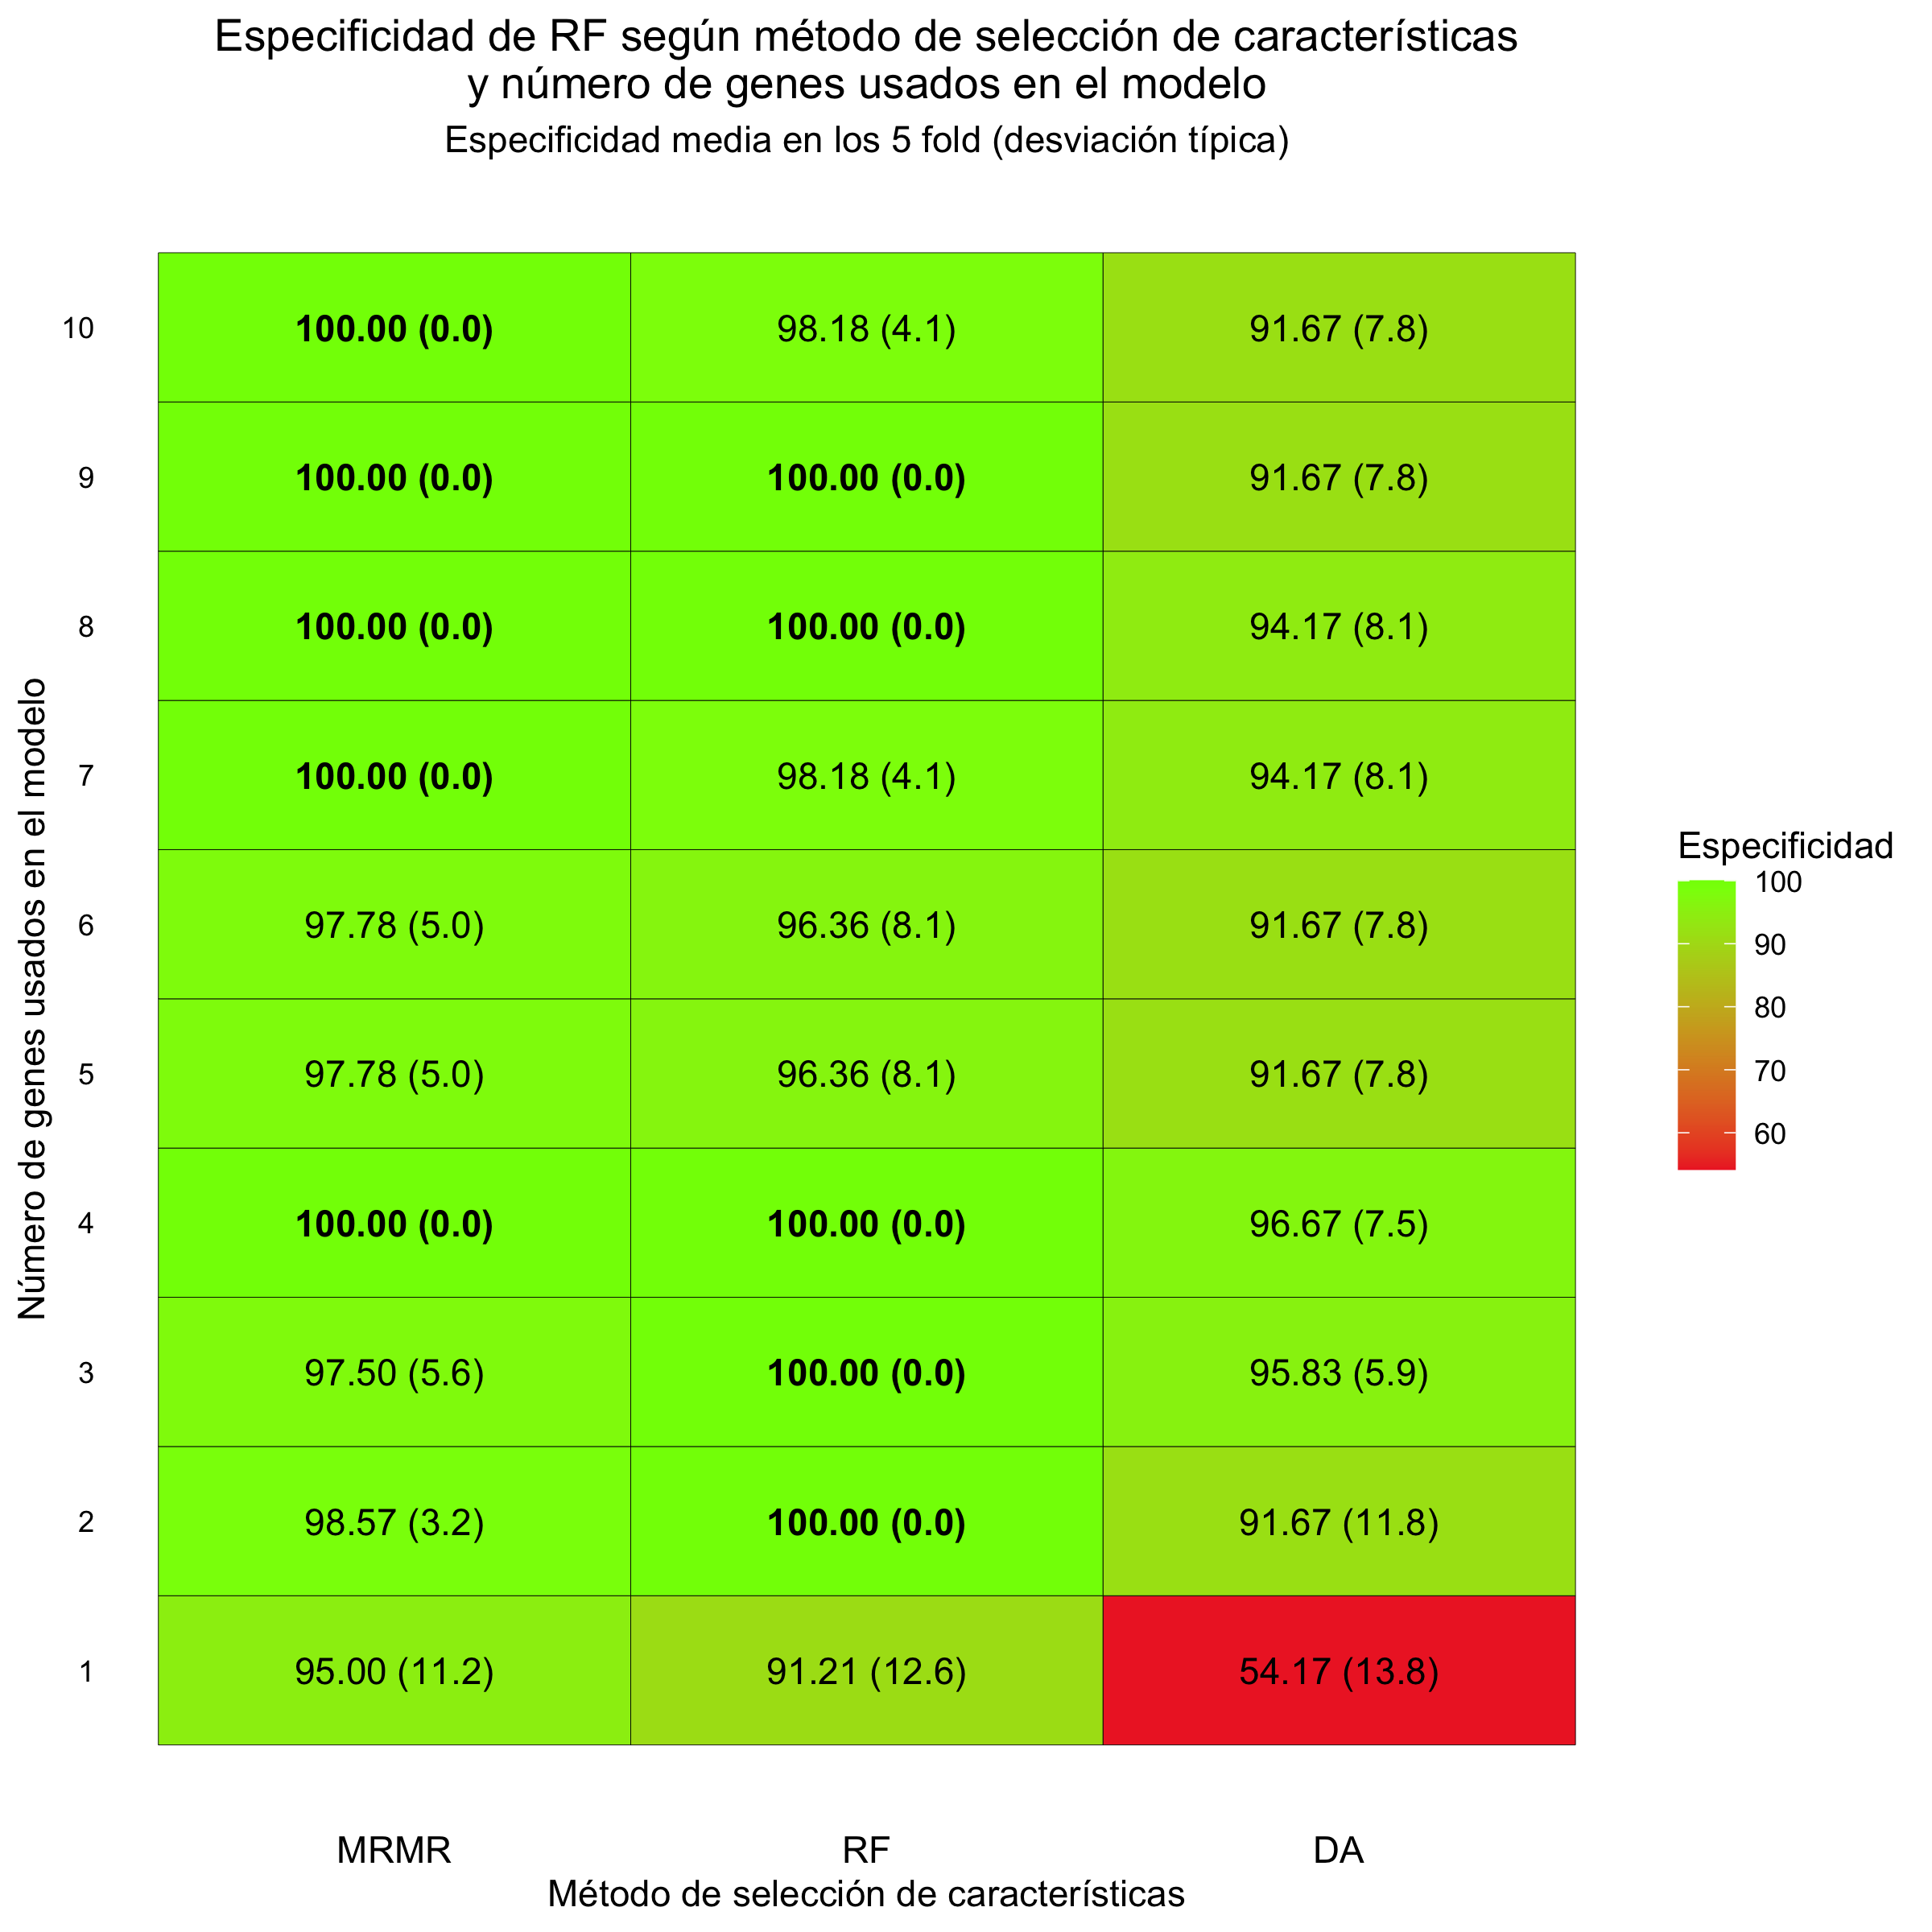 Especificidad de RF según método de selección de características
y número de genes usados en el modelo
Especificidad media en los 5 fold (desviación típica)
Número de genes usados en el modelo
10 100.00 (0.0) 98.18 (4.1) 91.67 (7.8)
9 100.00 (0.0) 100.00 (0.0) 91.67 (7.8)
8 100.00 (0.0) 100.00 (0.0) 94.17 (8.1)
7 100.00 (0.0) 98.18 (4.1) 94.17 (8.1)
6 97.78 (5.0) 96.36 (8.1) 91.67 (7.8)
5 97.78 (5.0) 96.36 (8.1) 91.67 (7.8)
4 100.00 (0.0) 100.00 (0.0) 96.67 (7.5)
3 97.50 (5.6) 100.00 (0.0) 95.83 (5.9)
2 98.57 (3.2) 100.00 (0.0) 91.67 (11.8)
1 95.00 (11.2) 91.21 (12.6) 54.17 (13.8)
MRMR RF DA
Método de selección de características
Especificidad
100
90
80
70
60